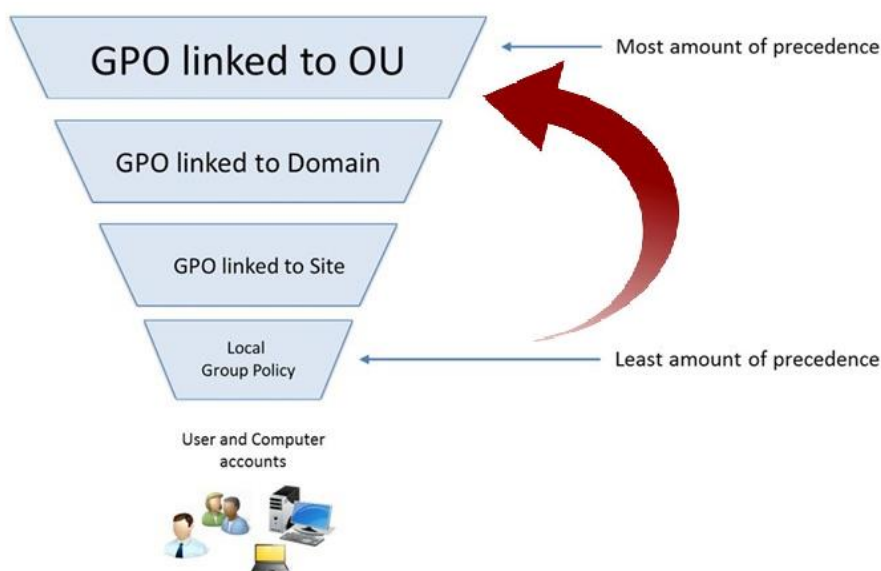 GPO linked to OU
Most amount of precedence
GPO linked to Domain
GPO linked to Site
Local
Group Policy
Least amount of precedence
User and Computer
accounts